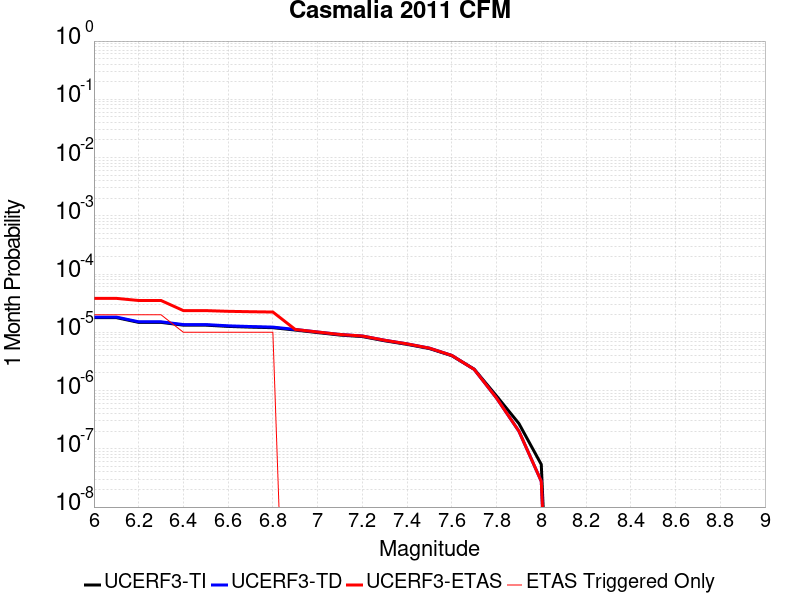 Casmalia 2011 CFM
10^0
10^-1
10^-2
10^-3
10^-4
10^-5
10^-6
10^-7
10^-8
1 Month Probability
6 6.2 6.4 6.6 6.8 7 7.2 7.4 7.6 7.8 8 8.2 8.4 8.6 8.8 9
Magnitude
UCERF3-TI UCERF3-TD UCERF3-ETAS ETAS Triggered Only